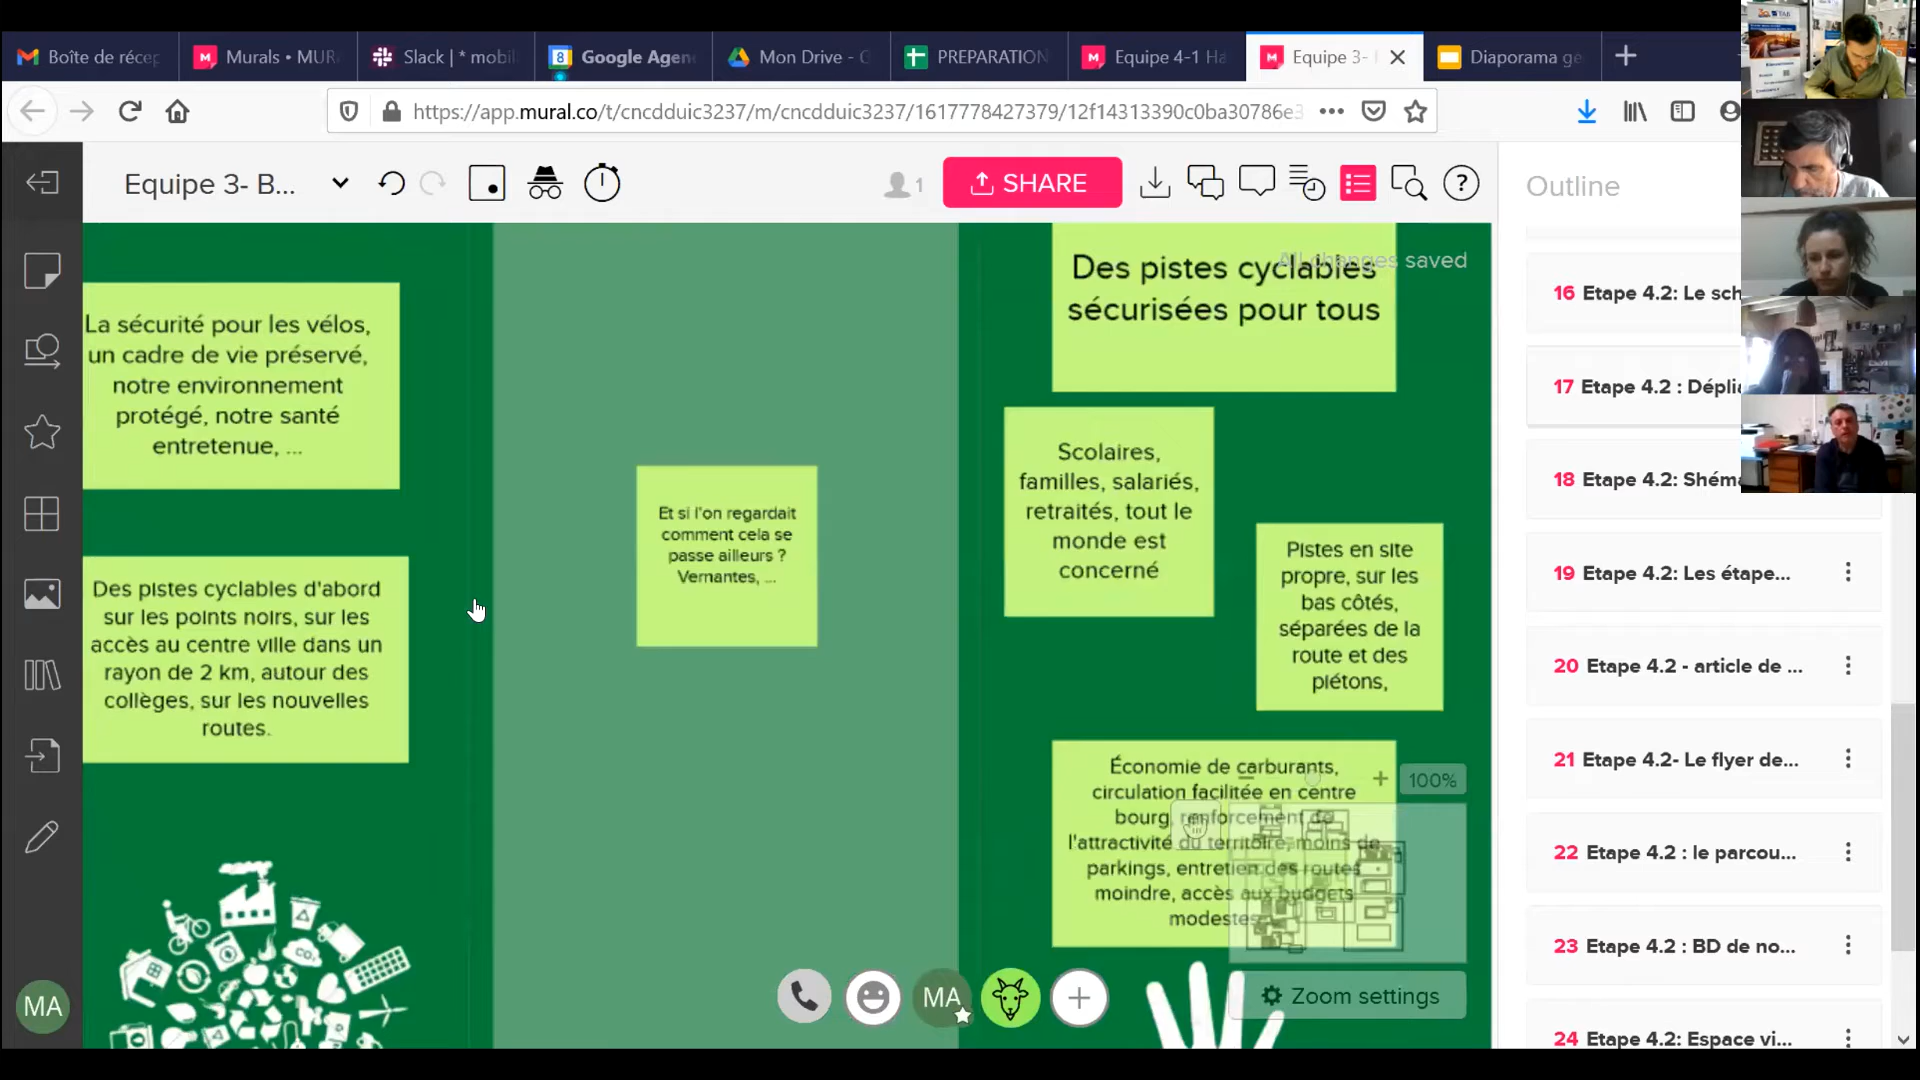 Boîte de récep
Murals • MUR
Slack | * mobil
Google Agen
Mon Drive - G
PREPARATION
Equipe 4-1 Ha
Equipe 3-
Diaporama ge
https://app.mural.co/t/cncdduic3237/m/cncdduic3237/1617778427379/12f14313390c0ba30786e3
Equipe 3- B...
1
SHARE
?
Outline
All changes saved
La sécurité pour les vélos,
un cadre de vie préservé,
notre environnement
protégé, notre santé
entretenue, ...
Des pistes cyclables d'abord
sur les points noirs, sur les
accès au centre ville dans un
rayon de 2 km, autour des
collèges, sur les nouvelles
routes.
Et si l'on regardait
comment cela se
passe ailleurs ?
Vernantes, ...
Des pistes cyclables
sécurisées pour tous
Scolaires,
familles, salariés,
retraités, tout le
monde est
concerné
Pistes en site
propre, sur les
bas côtés,
séparées de la
route et des
piétons,
Économie de carburants,
circulation facilitée en centre
bourg, renforcement de
l'attractivité du territoire, moins de
parkings, entretien des routes
moindre, accès aux budgets
modestes
100%
Zoom settings
MA
MA
16 Etape 4.2: Le sch
17 Etape 4.2 : Dépli
18 Etape 4.2: Shéma
19 Etape 4.2: Les étape...
20 Etape 4.2 - article de ...
21 Etape 4.2- Le flyer de...
22 Etape 4.2 : le parcou...
23 Etape 4.2 : BD de no...
24 Etape 4.2: Espace vi...